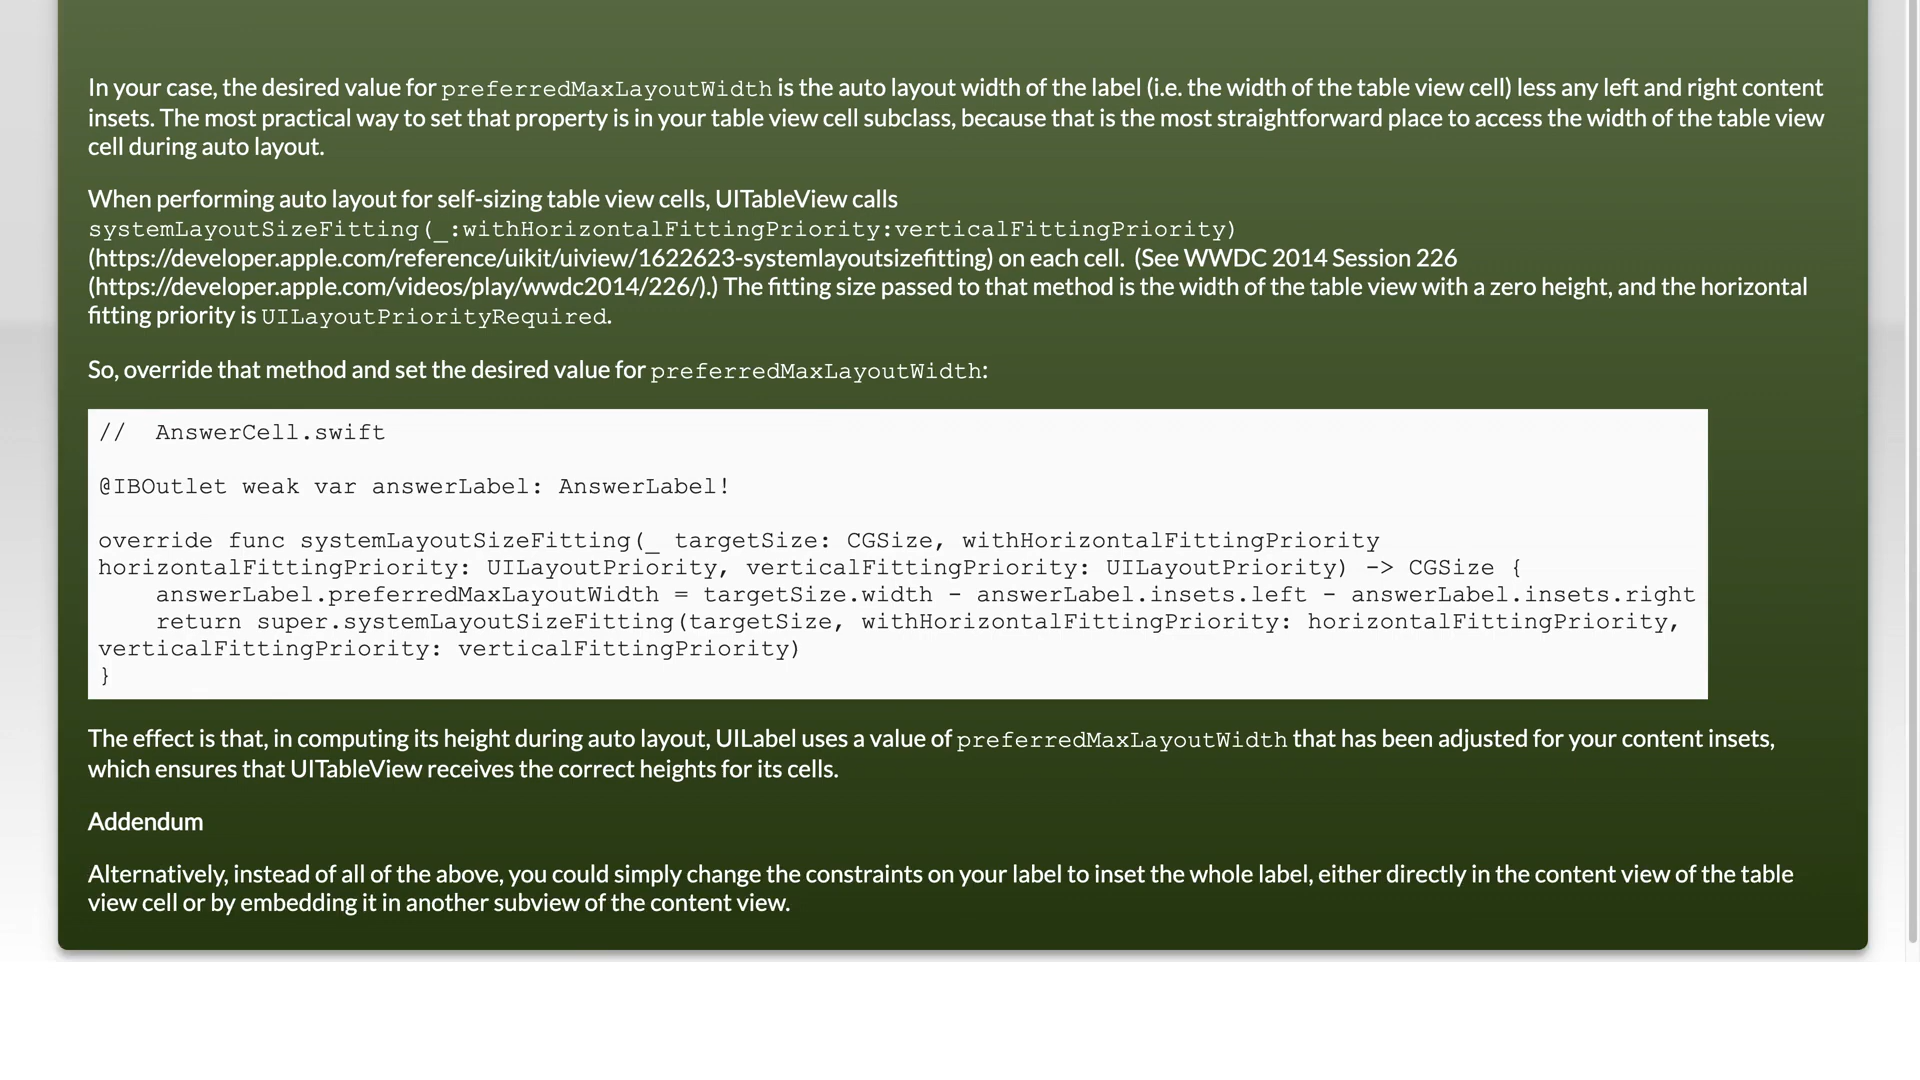 In your case, the desired value for preferredMaxLayoutWidth is the auto layout width of the label (i.e. the width of the table view cell) less any left and right content
insets. The most practical way to set that property is in your table view cell subclass, because that is the most straightforward place to access the width of the table view
cell during auto layout.
When performing auto layout for self-sizing table view cells, UITableView calls
systemLayoutSizeFitting(_:withHorizontalFittingPriority:verticalFittingPriority)
(https://developer.apple.com/reference/uikit/uiview/1622623-systemlayoutsizefitting) on each cell.  (See WWDC 2014 Session 226
(https://developer.apple.com/videos/play/wwdc2014/226/).) The fitting size passed to that method is the width of the table view with a zero height, and the horizontal
fitting priority is UILayoutPriorityRequired.
So, override that method and set the desired value for preferredMaxLayoutWidth:
//  AnswerCell.swift
@IBOutlet weak var answerLabel: AnswerLabel!
override func systemLayoutSizeFitting(_ targetSize: CGSize, withHorizontalFittingPriority
horizontalFittingPriority: UILayoutPriority, verticalFittingPriority: UILayoutPriority) -> CGSize {
    answerLabel.preferredMaxLayoutWidth = targetSize.width - answerLabel.insets.left - answerLabel.insets.right
    return super.systemLayoutSizeFitting(targetSize, withHorizontalFittingPriority: horizontalFittingPriority,
verticalFittingPriority: verticalFittingPriority)
}
The effect is that, in computing its height during auto layout, UILabel uses a value of preferredMaxLayoutWidth that has been adjusted for your content insets,
which ensures that UITableView receives the correct heights for its cells.
Addendum
Alternatively, instead of all of the above, you could simply change the constraints on your label to inset the whole label, either directly in the content view of the table
view cell or by embedding it in another subview of the content view.